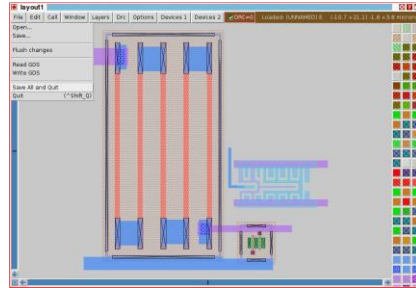 layout1
File Edit Cell Window Layers Drc Options Devices 1 Devices 2 DRC=0 Loaded: (UNNAMED)
Open...
Save...
Flush changes
Read GDS
Write GDS
Save All and Quit
Quit (^Shift_Q)